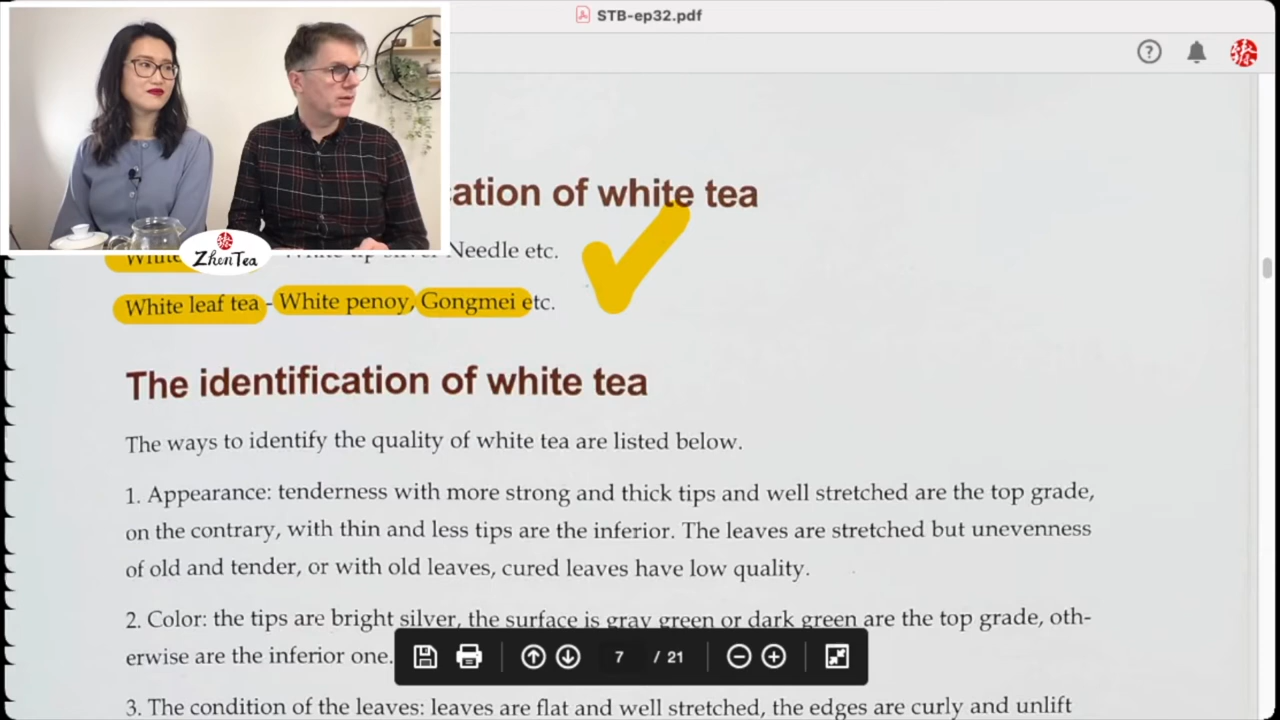 STB-ep32.pdf
ation of white tea
Needle etc.
White leaf tea - White penoy, Gongmei etc.
The identification of white tea
The ways to identify the quality of white tea are listed below.
1. Appearance: tenderness with more strong and thick tips and well stretched are the top grade,
on the contrary, with thin and less tips are the inferior. The leaves are stretched but unevenness
of old and tender, or with old leaves, cured leaves have low quality.
2. Color: the tips are bright silver, the surface is gray green or dark green are the top grade, oth-
erwise are the inferior one.
3. The condition of the leaves: leaves are flat and well stretched, the edges are curly and unlift
ZhenTea
7 / 21